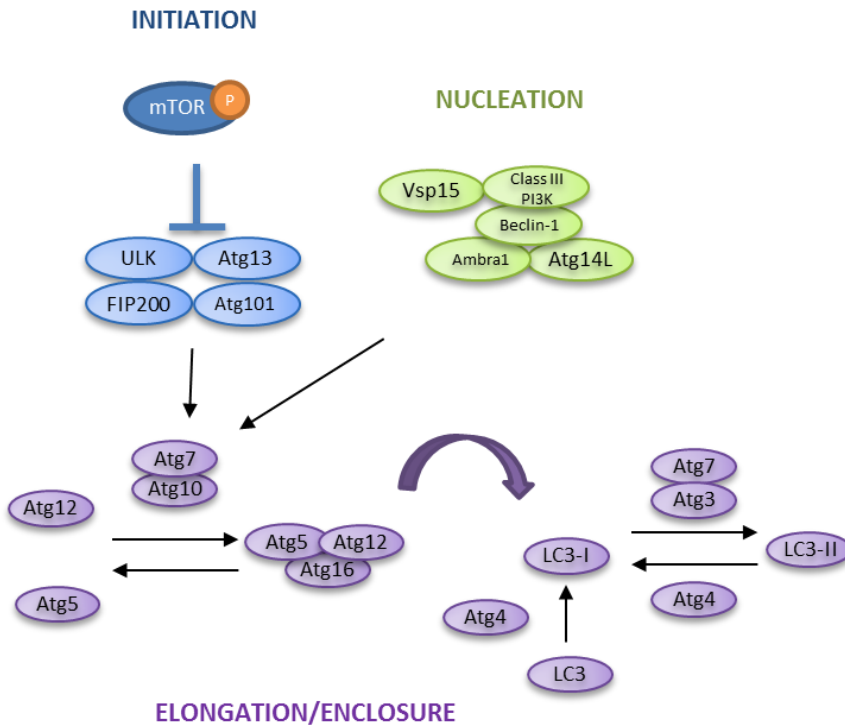 INITIATION
mTOR
P
NUCLEATION
Vsp15
Class III
PI3K
Beclin-1
Ambra1
Atg14L
ULK
Atg13
FIP200
Atg101
Atg7
Atg10
Atg12
Atg5
Atg5
Atg12
Atg16
Atg7
Atg3
LC3-I
LC3-II
Atg4
Atg4
LC3
ELONGATION/ENCLOSURE